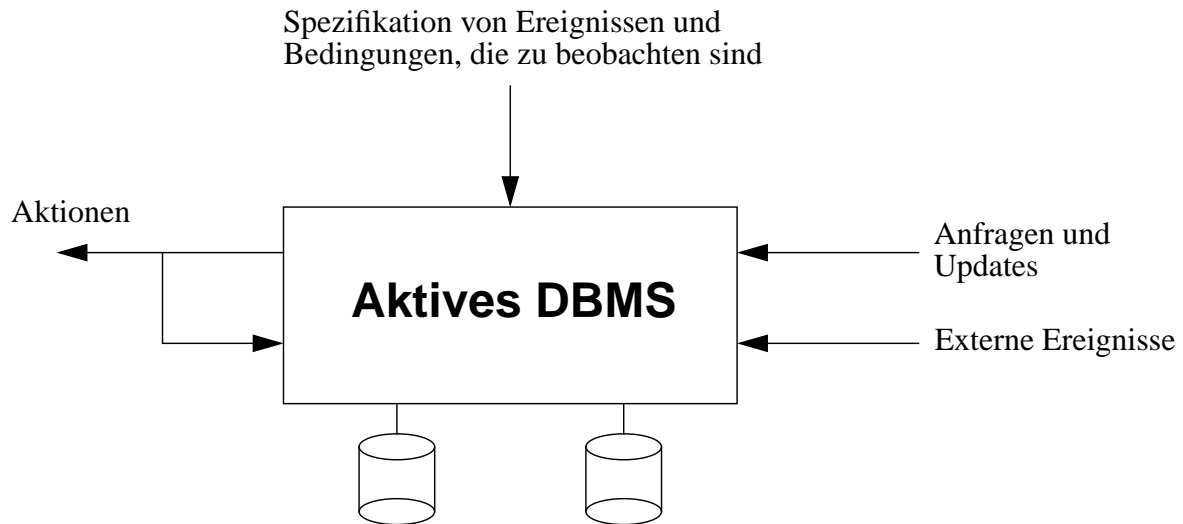 Spezifikation von Ereignissen und
Bedingungen, die zu beobachten sind
Aktionen
Anfragen und
Updates
Aktives DBMS
Externe Ereignisse